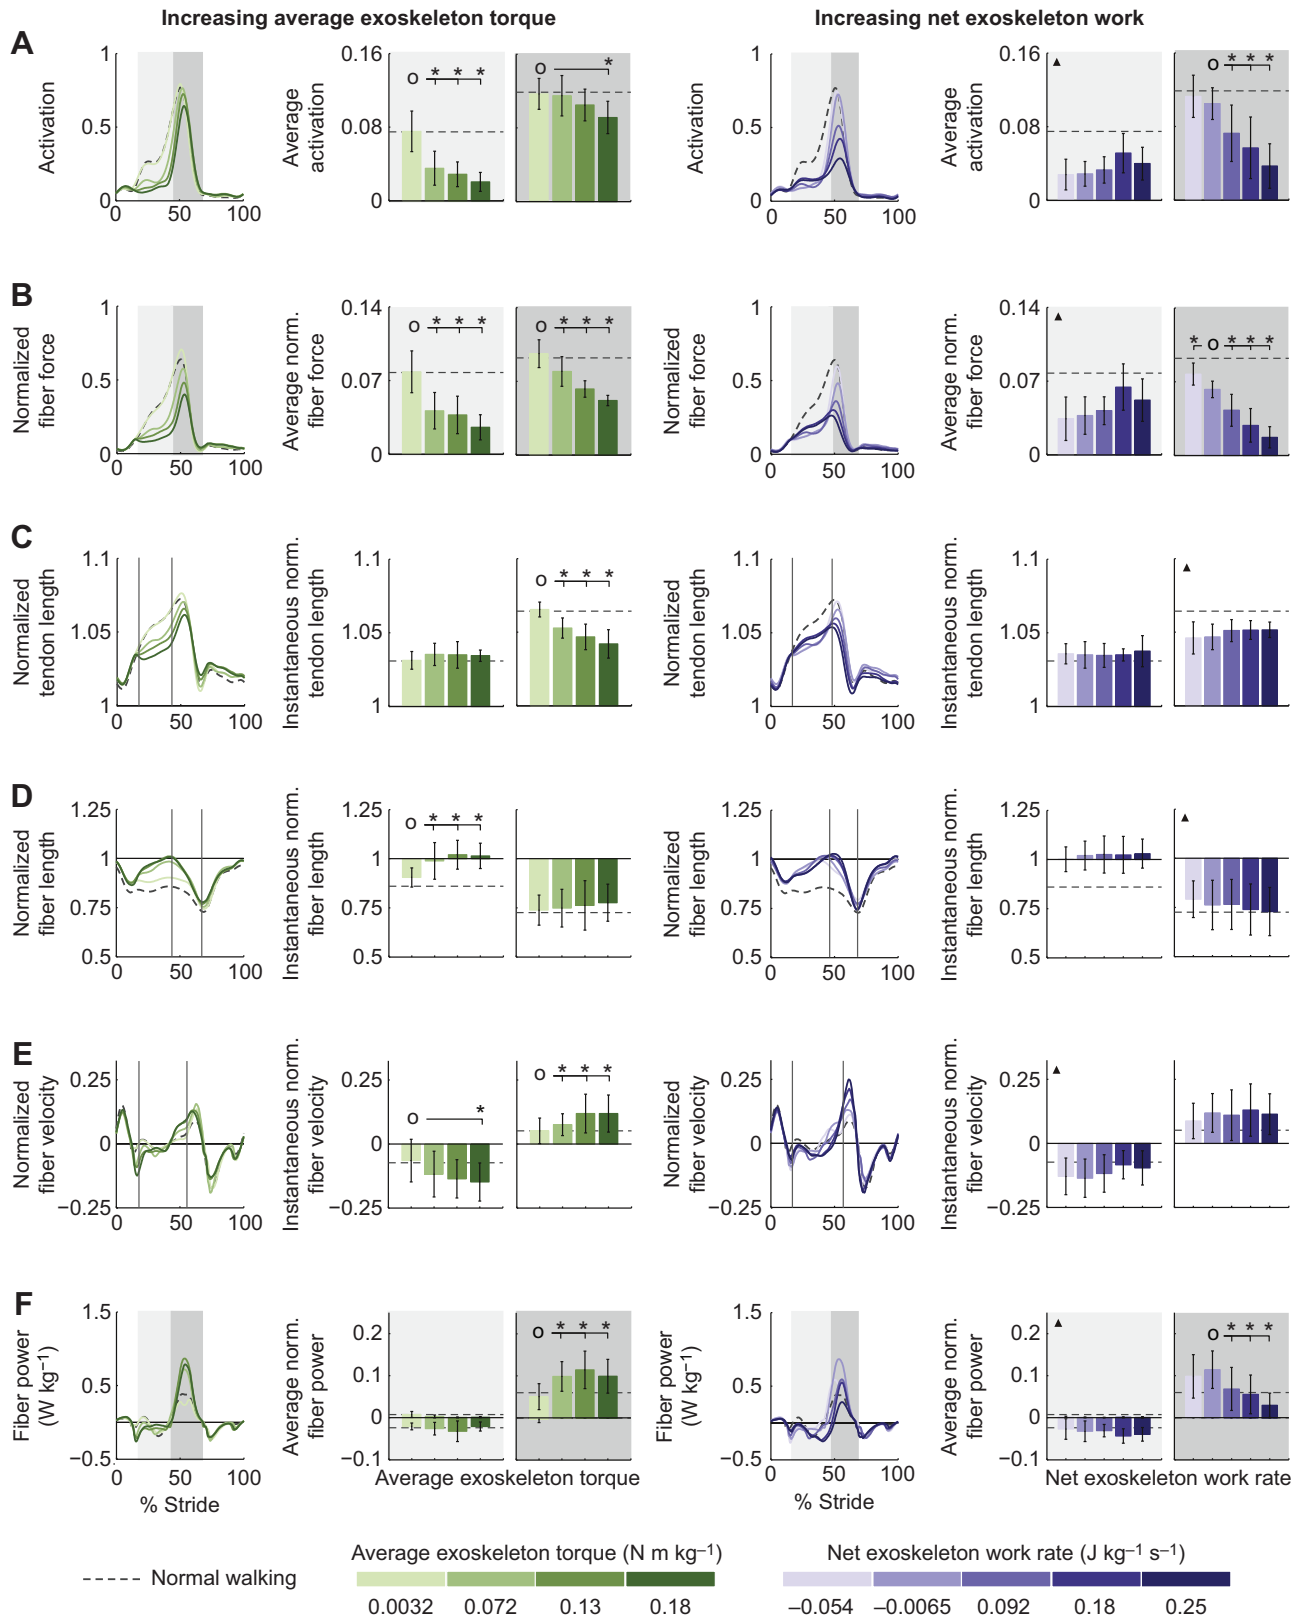 Increasing average exoskeleton torque
Increasing net exoskeleton work
A
Activation
1
0.5
0
0 50 100
Average activation
0.16
0.08
0
o * * *
o *
Activation
1
0.5
0
0 50 100
Average activation
0.16
0.08
0
▲
o * * *
B
Normalized fiber force
1
0.5
0
0 50 100
Average norm. fiber force
0.14
0.07
0
o * * *
o * * *
Normalized fiber force
1
0.5
0
0 50 100
Average norm. fiber force
0.14
0.07
0
▲
* o * * *
C
Normalized tendon length
1.1
1.05
1
0 50 100
Instantaneous norm. tendon length
1.1
1.05
1
o * * *
Normalized tendon length
1.1
1.05
1
0 50 100
Instantaneous norm. tendon length
1.1
1.05
1
▲
D
Normalized fiber length
1.25
1
0.75
0.5
0 50 100
Instantaneous norm. fiber length
1.25
1
0.75
0.5
o * * *
Normalized fiber length
1.25
1
0.75
0.5
0 50 100
Instantaneous norm. fiber length
1.25
1
0.75
0.5
▲
E
Normalized fiber velocity
0.25
0
−0.25
0 50 100
Instantaneous norm. fiber velocity
0.25
0
−0.25
o *
o * * *
Normalized fiber velocity
0.25
0
−0.25
0 50 100
Instantaneous norm. fiber velocity
0.25
0
−0.25
▲
F
Fiber power (W kg−1)
1.5
0.5
−0.5
0 50 100
% Stride
Average norm. fiber power
0.2
0.1
0
−0.1
o * * *
Average exoskeleton torque
Fiber power (W kg−1)
1.5
0.5
−0.5
0 50 100
% Stride
Average norm. fiber power
0.2
0.1
0
−0.1
▲
o * * *
Net exoskeleton work rate
Normal walking
Average exoskeleton torque (N m kg−1)
0.0032 0.072 0.13 0.18
Net exoskeleton work rate (J kg−1 s−1)
−0.054 −0.0065 0.092 0.18 0.25